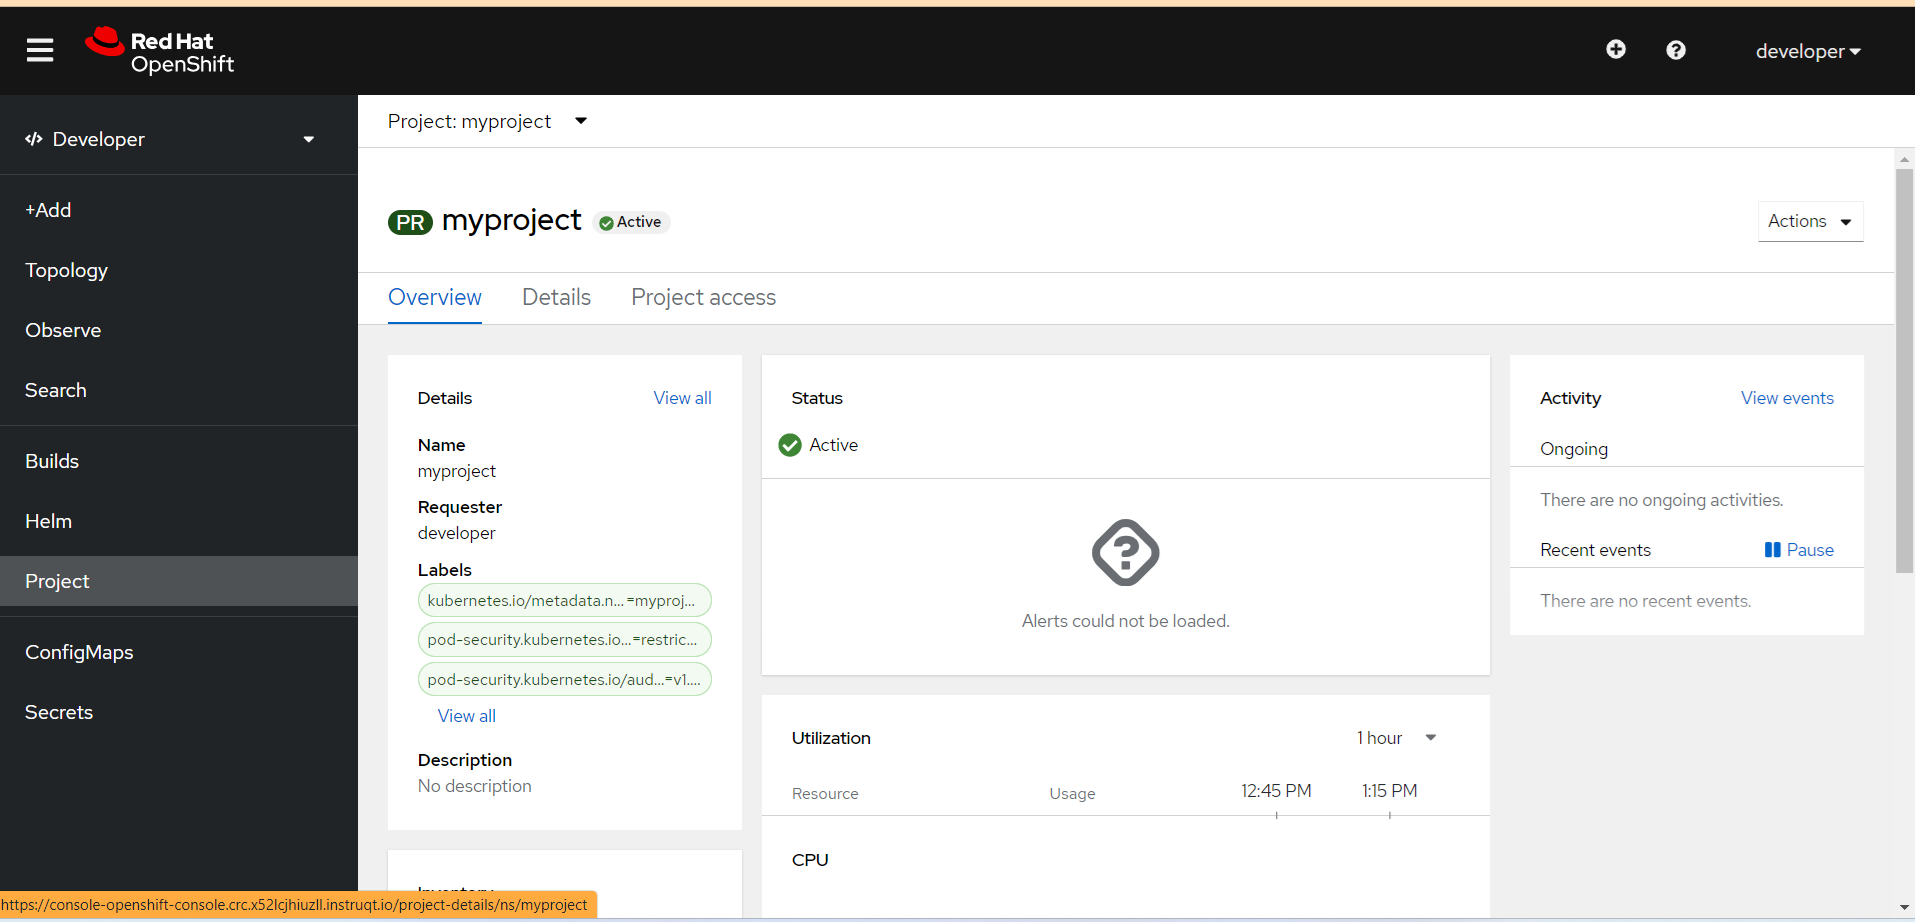 Red Hat
OpenShift
developer
Developer
+Add
Topology
Observe
Search
Builds
Helm
Project
ConfigMaps
Secrets
Project: myproject
PR myproject Active
Actions
Overview Details Project access
Details View all
Name
myproject
Requester
developer
Labels
kubernetes.io/metadata.n... =myproj...
pod-security.kubernetes.io...=restric...
pod-security.kubernetes.io/aud...=v1....
View all
Description
No description
Inventory
Status
Active
?
Alerts could not be loaded.
Utilization 1 hour
Resource Usage 12:45 PM 1:15 PM
CPU
Activity View events
Ongoing
There are no ongoing activities.
Recent events Pause
There are no recent events.
https://console-openshift-console.crc.x52lcjhiuzll.instruqt.io/project-details/ns/myproject